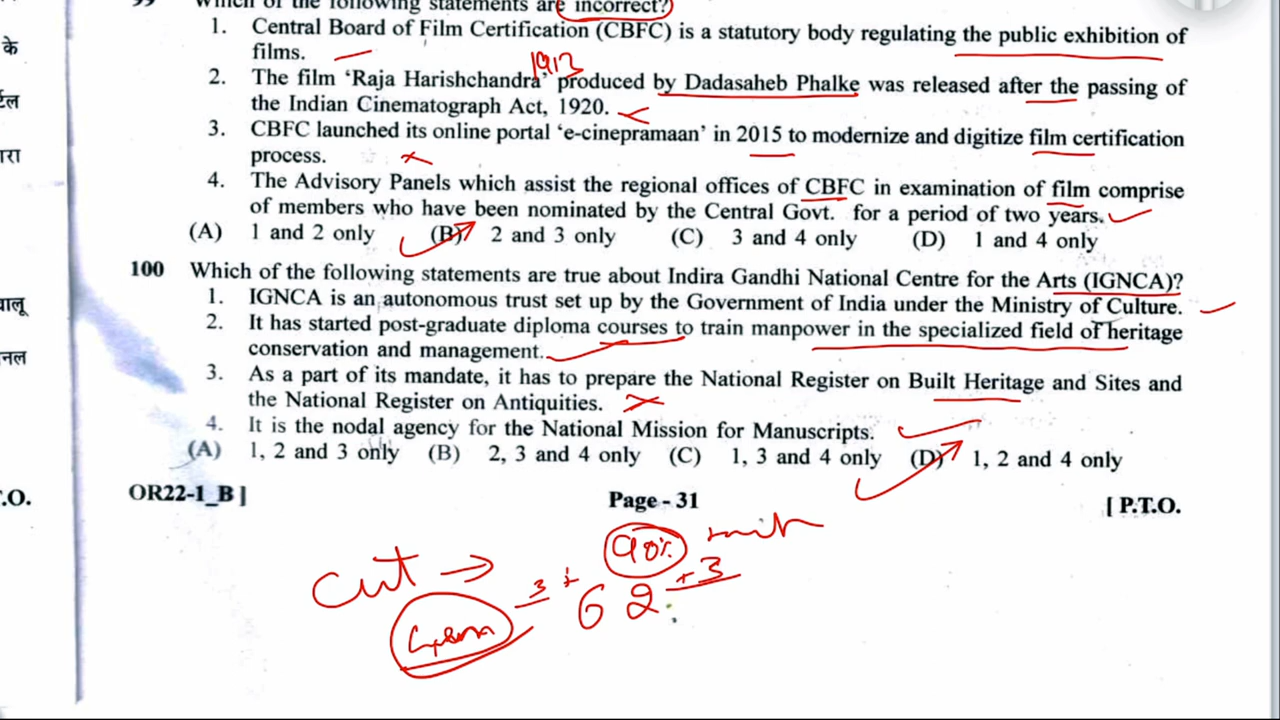 99 Which of the following statements are incorrect?
1. Central Board of Film Certification (CBFC) is a statutory body regulating the public exhibition of
films.
1913
2. The film ‘Raja Harishchandra’ produced by Dadasaheb Phalke was released after the passing of
the Indian Cinematograph Act, 1920.
3. CBFC launched its online portal ‘e-cinepramaan’ in 2015 to modernize and digitize film certification
process.
4. The Advisory Panels which assist the regional offices of CBFC in examination of film comprise
of members who have been nominated by the Central Govt. for a period of two years.
(A) 1 and 2 only (B) 2 and 3 only (C) 3 and 4 only (D) 1 and 4 only
100 Which of the following statements are true about Indira Gandhi National Centre for the Arts (IGNCA)?
1. IGNCA is an autonomous trust set up by the Government of India under the Ministry of Culture.
2. It has started post-graduate diploma courses to train manpower in the specialized field of heritage
conservation and management.
3. As a part of its mandate, it has to prepare the National Register on Built Heritage and Sites and
the National Register on Antiquities.
4. It is the nodal agency for the National Mission for Manuscripts.
(A) 1, 2 and 3 only (B) 2, 3 and 4 only (C) 1, 3 and 4 only (D) 1, 2 and 4 only
OR22-1_B ] Page - 31 [ P.T.O.
के
रा
नल
.O.
90%
Cut → 3 ± 62 +3